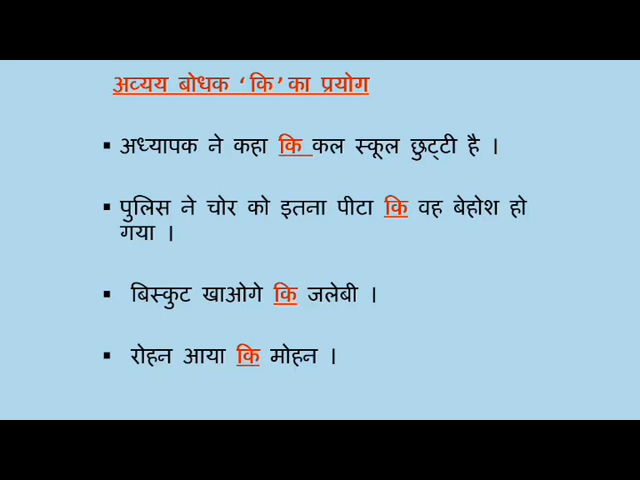 अव्यय बोधक ‘कि’ का प्रयोग
▪ अध्यापक ने कहा कि कल स्कूल छुट्टी है ।
▪ पुलिस ने चोर को इतना पीटा कि वह बेहोश हो
गया ।
▪ बिस्कुट खाओगे कि जलेबी ।
▪ रोहन आया कि मोहन ।